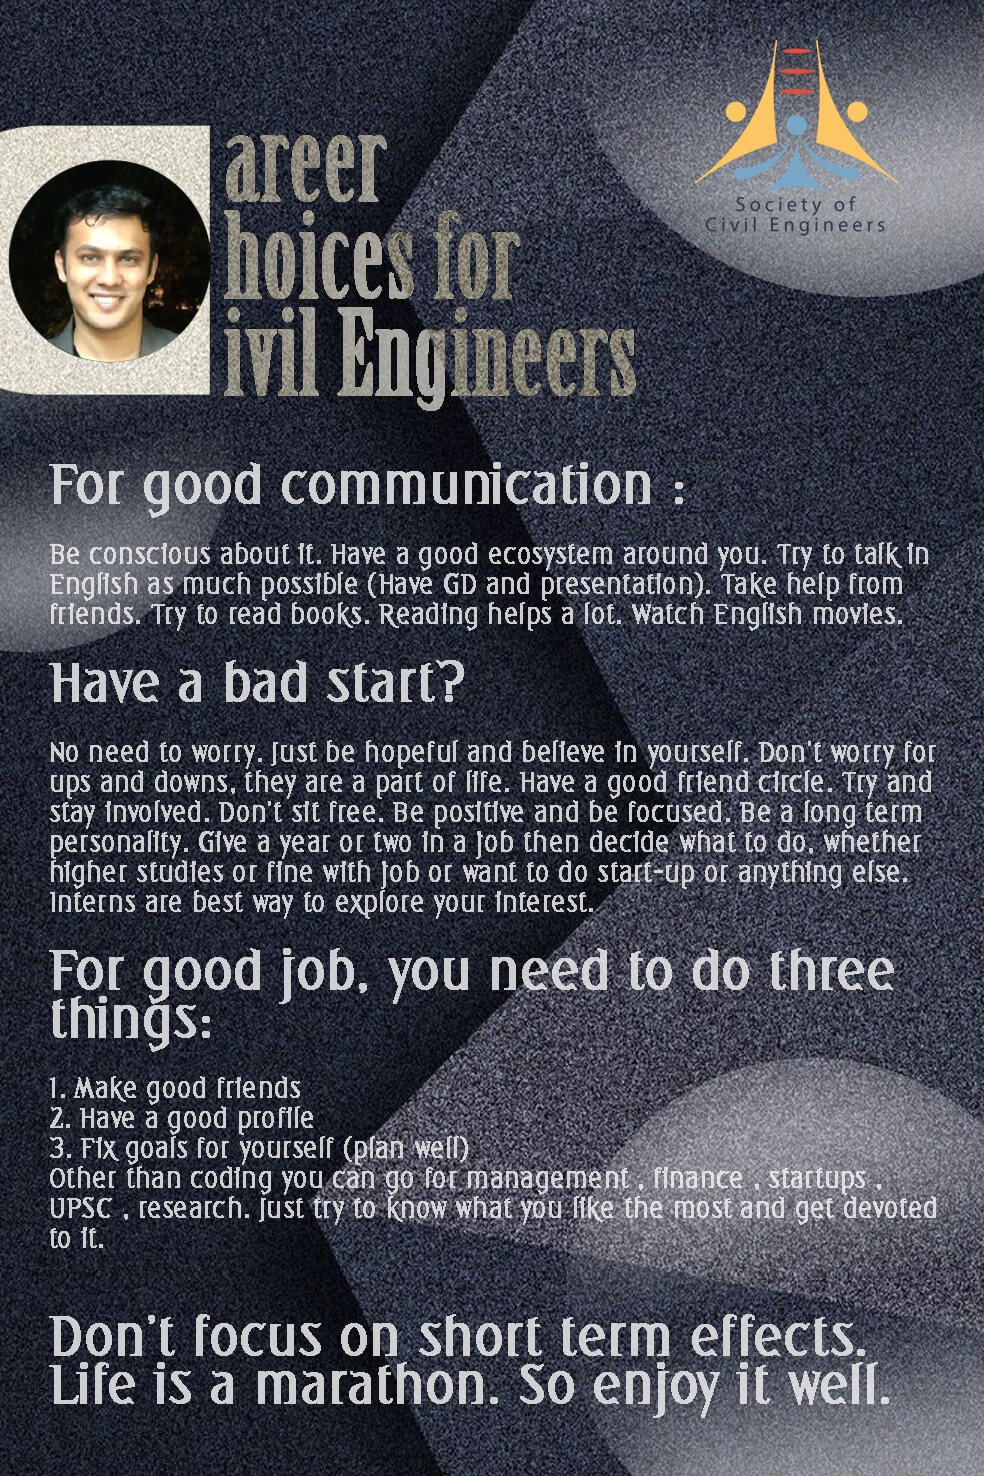 Society of
Civil Engineers
areer
hoices for
ivil Engineers
For good communication :
Be conscious about it. Have a good ecosystem around you. Try to talk in
English as much possible (Have GD and presentation). Take help from
friends. Try to read books. Reading helps a lot. Watch English movies.
Have a bad start?
No need to worry. Just be hopeful and believe in yourself. Don't worry for
ups and downs, they are a part of life. Have a good friend circle. Try and
stay involved. Don't sit free. Be positive and be focused. Be a long term
personality. Give a year or two in a job then decide what to do, whether
higher studies or fine with job or want to do start-up or anything else.
Interns are best way to explore your interest.
For good job, you need to do three
things:
1. Make good friends
2. Have a good profile
3. Fix goals for yourself (plan well)
Other than coding you can go for management , finance , startups ,
UPSC , research. Just try to know what you like the most and get devoted
to it.
Don't focus on short term effects.
Life is a marathon. So enjoy it well.